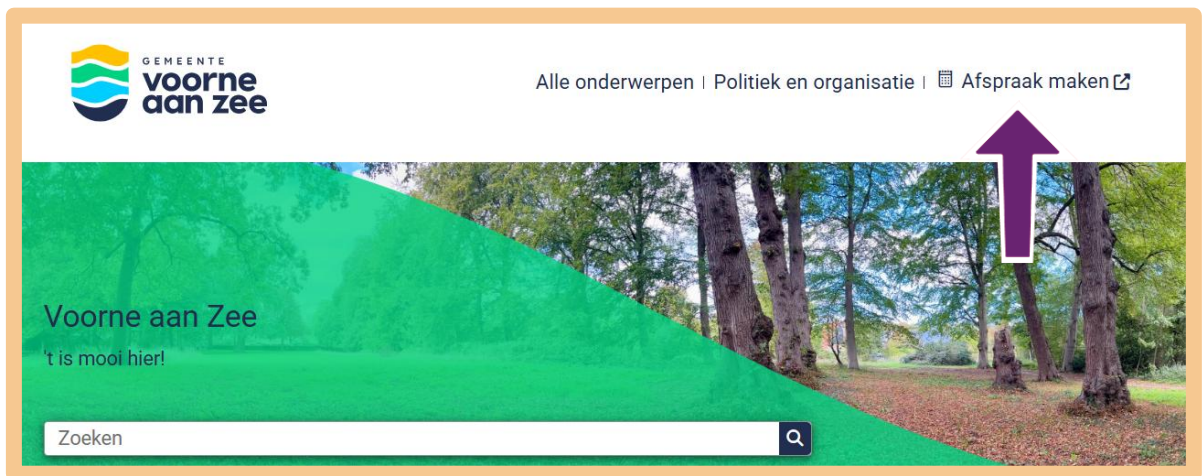 GEMEENTE
voorne
aan zee
Alle onderwerpen | Politiek en organisatie | Afspraak maken
Voorne aan Zee
't is mooi hier!
Zoeken